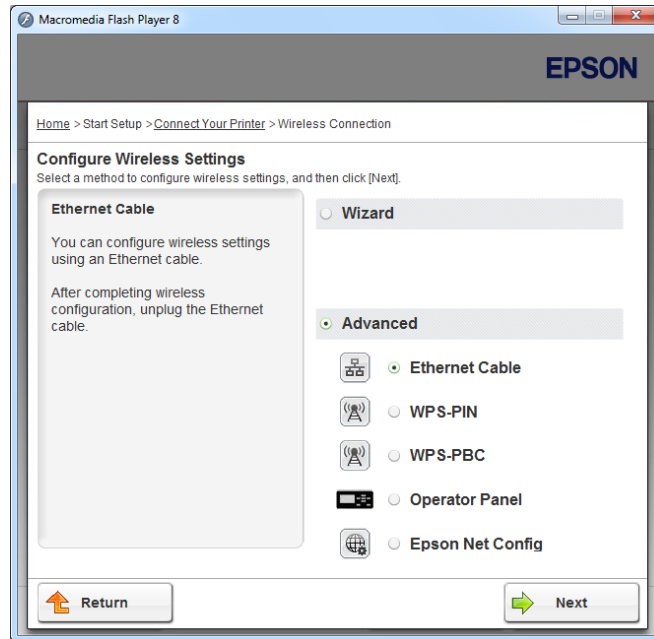 Macromedia Flash Player 8
EPSON
Home > Start Setup > Connect Your Printer > Wireless Connection
Configure Wireless Settings
Select a method to configure wireless settings, and then click [Next].
Ethernet Cable
You can configure wireless settings
using an Ethernet cable.
After completing wireless
configuration, unplug the Ethernet
cable.
Wizard
Advanced
Ethernet Cable
WPS-PIN
WPS-PBC
Operator Panel
Epson Net Config
Return
Next